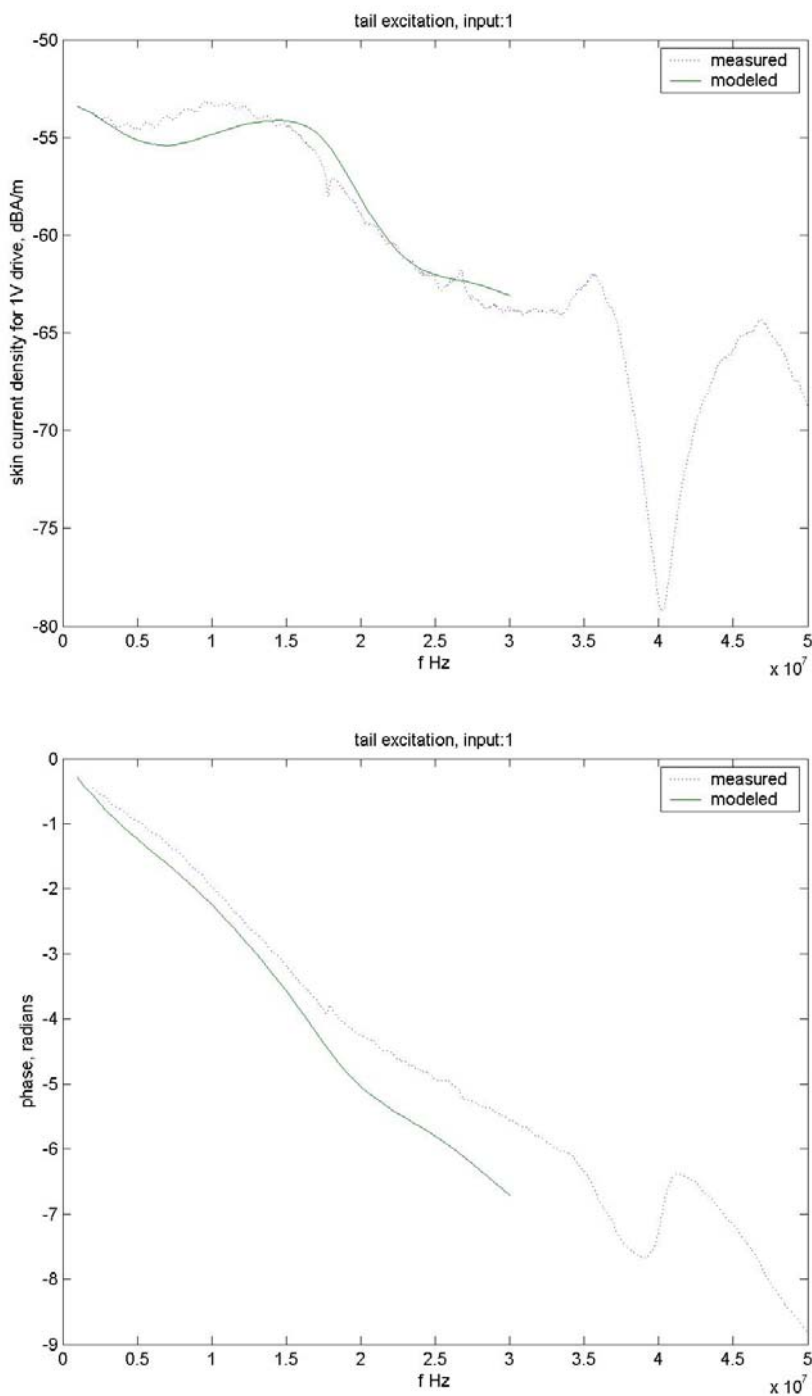 tail excitation, input:1
measured
modeled
skin current density for 1V drive, dBA/m
-50
-55
-60
-65
-70
-75
-80
0 0.5 1 1.5 2 2.5 3 3.5 4 4.5 5
f Hz
x 10^7
tail excitation, input:1
measured
modeled
phase, radians
0
-1
-2
-3
-4
-5
-6
-7
-8
-9
0 0.5 1 1.5 2 2.5 3 3.5 4 4.5 5
f Hz
x 10^7